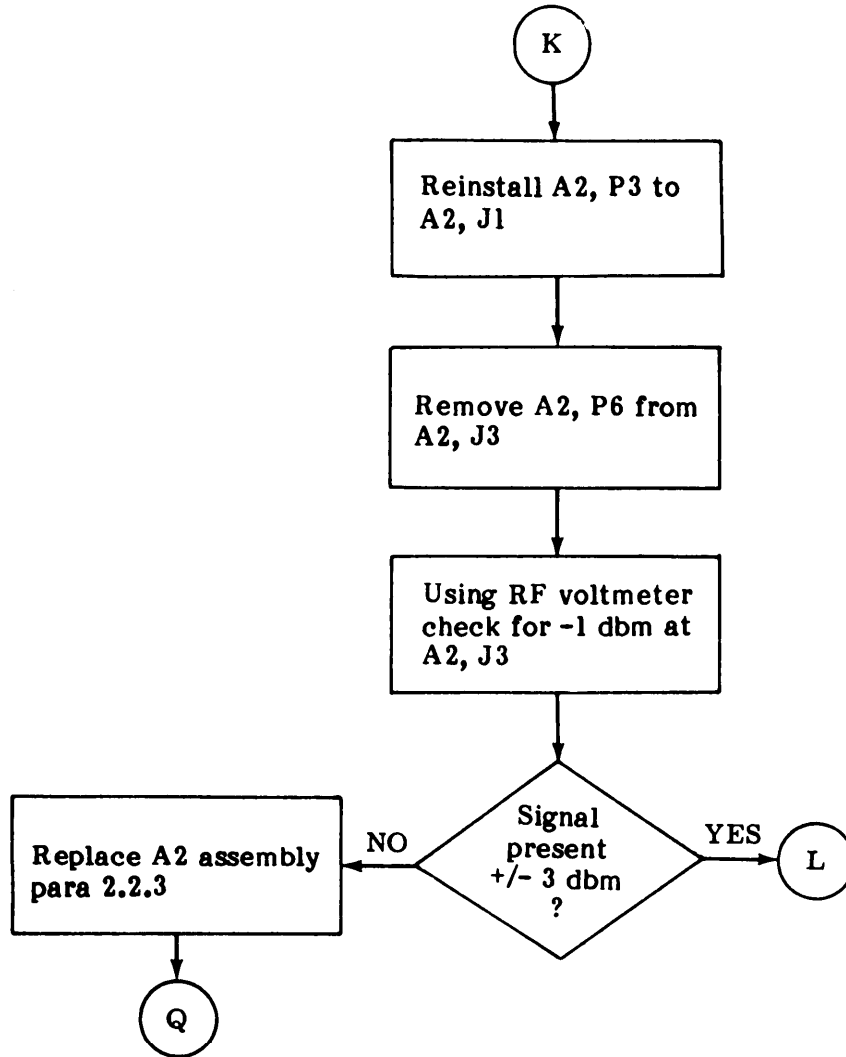 K
Reinstall A2, P3 to
A2, J1
Remove A2, P6 from
A2, J3
Using RF voltmeter
check for -1 dbm at
A2, J3
Signal
present
+/- 3 dbm
?
NO
YES
L
Replace A2 assembly
para 2.2.3
Q